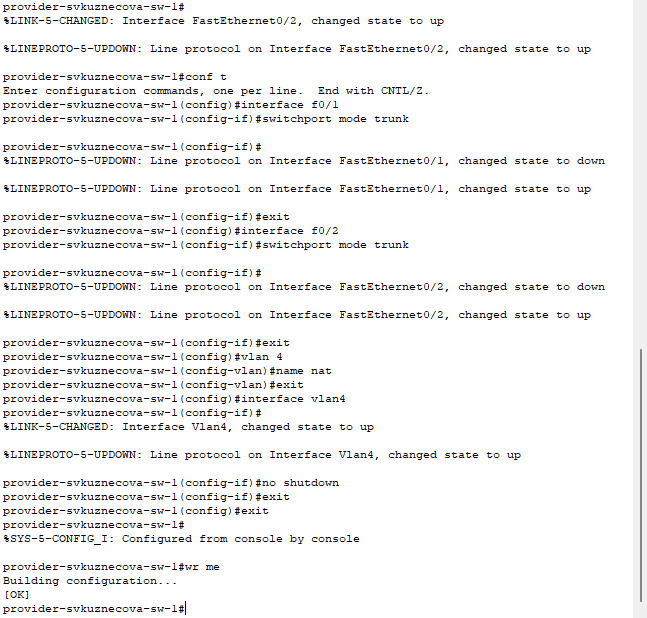 provider-svkuznecova-sw-1#
%LINK-5-CHANGED: Interface FastEthernet0/2, changed state to up
%LINEPROTO-5-UPDOWN: Line protocol on Interface FastEthernet0/2, changed state to up
provider-svkuznecova-sw-1#conf t
Enter configuration commands, one per line.  End with CNTL/Z.
provider-svkuznecova-sw-1(config)#interface f0/1
provider-svkuznecova-sw-1(config-if)#switchport mode trunk
provider-svkuznecova-sw-1(config-if)#
%LINEPROTO-5-UPDOWN: Line protocol on Interface FastEthernet0/1, changed state to down
%LINEPROTO-5-UPDOWN: Line protocol on Interface FastEthernet0/1, changed state to up
provider-svkuznecova-sw-1(config-if)#exit
provider-svkuznecova-sw-1(config)#interface f0/2
provider-svkuznecova-sw-1(config-if)#switchport mode trunk
provider-svkuznecova-sw-1(config-if)#
%LINEPROTO-5-UPDOWN: Line protocol on Interface FastEthernet0/2, changed state to down
%LINEPROTO-5-UPDOWN: Line protocol on Interface FastEthernet0/2, changed state to up
provider-svkuznecova-sw-1(config-if)#exit
provider-svkuznecova-sw-1(config)#vlan 4
provider-svkuznecova-sw-1(config-vlan)#name nat
provider-svkuznecova-sw-1(config-vlan)#exit
provider-svkuznecova-sw-1(config)#interface vlan4
provider-svkuznecova-sw-1(config-if)#
%LINK-5-CHANGED: Interface Vlan4, changed state to up
%LINEPROTO-5-UPDOWN: Line protocol on Interface Vlan4, changed state to up
provider-svkuznecova-sw-1(config-if)#no shutdown
provider-svkuznecova-sw-1(config-if)#exit
provider-svkuznecova-sw-1(config)#exit
provider-svkuznecova-sw-1#
%SYS-5-CONFIG_I: Configured from console by console
provider-svkuznecova-sw-1#wr me
Building configuration...
[OK]
provider-svkuznecova-sw-1#